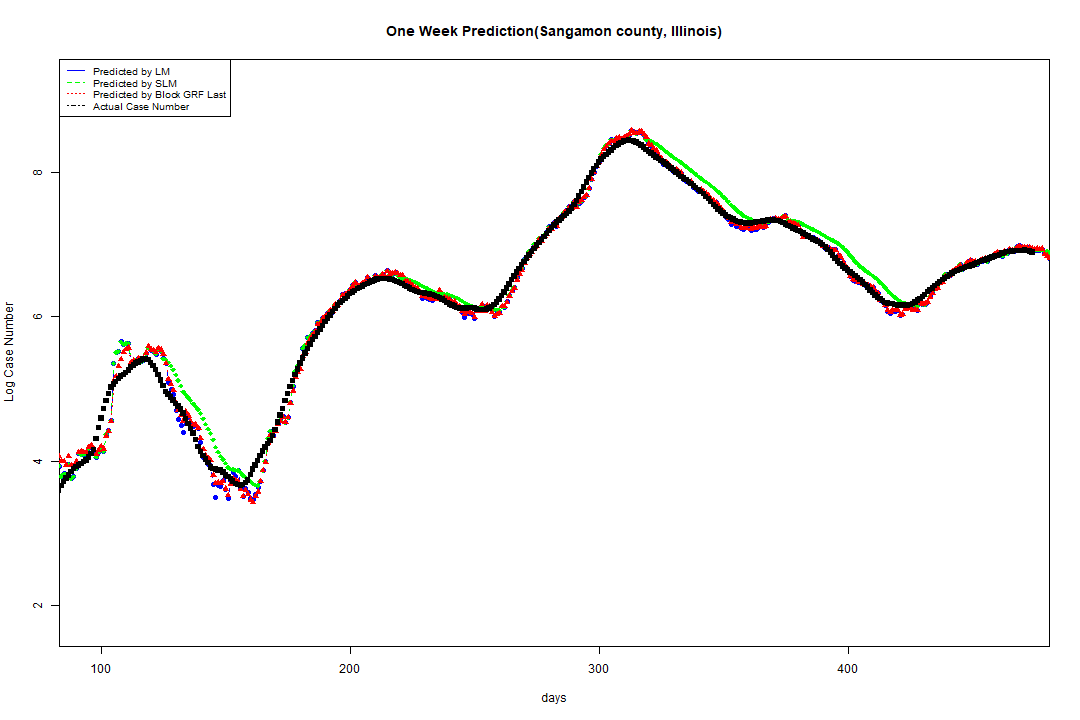 One Week Prediction(Sangamon county, Illinois)
Predicted by LM
Predicted by SLM
Predicted by Block GRF Last
Actual Case Number
8
6
4
2
Log Case Number
100 200 300 400
days